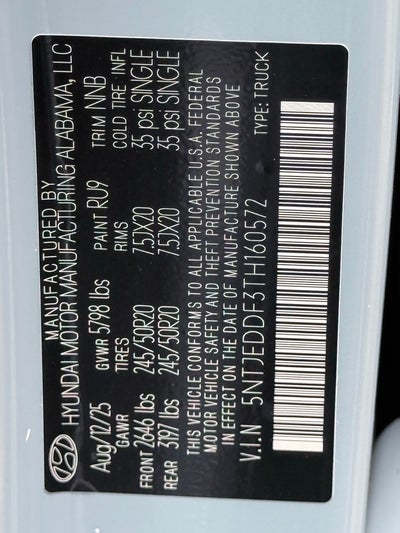 MANUFACTURED BY
HYUNDAI MOTOR MANUFACTURING ALABAMA, LLC
Aug/12/25 GVWR 5798 lbs PAINT RU9 TRIM NNB
GAWR TIRES RIMS COLD TIRE INFL
FRONT 2646 lbs 245/50R20 7.5JX20 35 psi SINGLE
REAR 3197 lbs 245/50R20 7.5JX20 35 psi SINGLE
THIS VEHICLE CONFORMS TO ALL APPLICABLE U.S.A. FEDERAL
MOTOR VEHICLE SAFETY AND THEFT PREVENTION STANDARDS
IN EFFECT ON THE DATE OF MANUFACTURE SHOWN ABOVE
V.I.N 5NTJEDDF3TH160572 TYPE: TRUCK